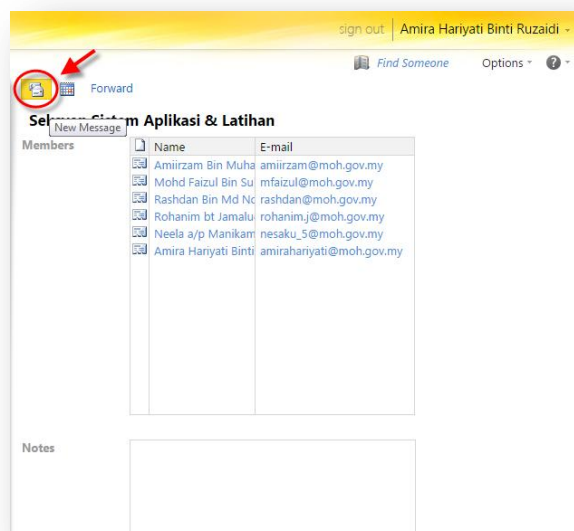 sign out | Amira Hariyati Binti Ruzaidi
Find Someone Options ?
Forward
Sistem Aplikasi & Latihan
New Message
Members
Name E-mail
Amiirzam Bin Muha amiirzam@moh.gov.my
Mohd Faizul Bin Su mfaizul@moh.gov.my
Rashdan Bin Md No rashdan@moh.gov.my
Rohanim bt Jamalu rohanim.j@moh.gov.my
Neela a/p Manikam nesaku_5@moh.gov.my
Amira Hariyati Binti amirahariyati@moh.gov.my
Notes